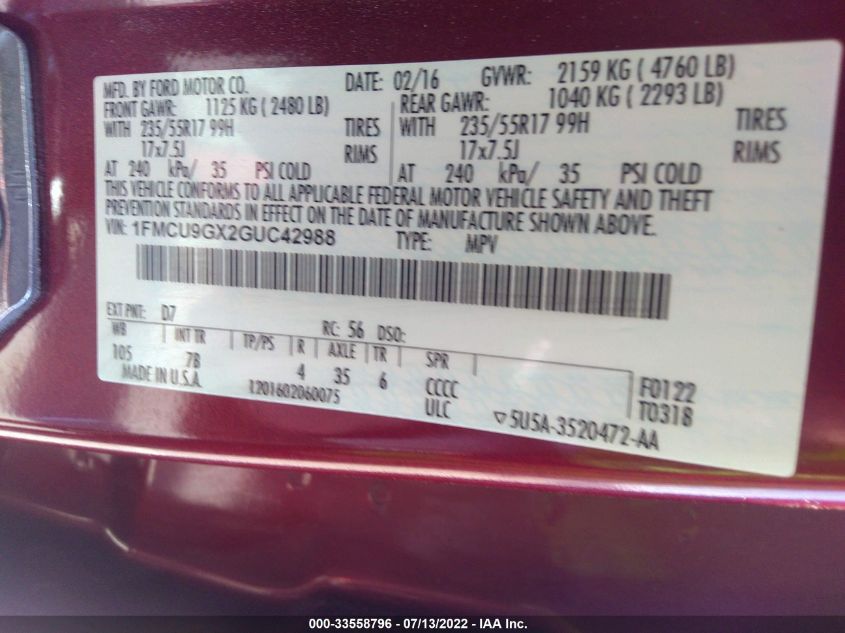 MFD. BY FORD MOTOR CO. DATE: 02/16 GVWR: 2159 KG ( 4760 LB)
FRONT GAWR: 1125 KG ( 2480 LB) REAR GAWR: 1040 KG ( 2293 LB)
WITH 235/55R17 99H TIRES WITH 235/55R17 99H TIRES
17x7.5J RIMS 17x7.5J RIMS
AT 240 kPa/ 35 PSI COLD AT 240 kPa/ 35 PSI COLD
THIS VEHICLE CONFORMS TO ALL APPLICABLE FEDERAL MOTOR VEHICLE SAFETY AND THEFT
PREVENTION STANDARDS IN EFFECT ON THE DATE OF MANUFACTURE SHOWN ABOVE.
VIN: 1FMCU9GX2GUC42988 TYPE: MPV
EXT PNT: D7 RC: 56 DSO:
WB INT TR TP/PS R AXLE TR SPR
105 7B 4 35 6 CCCC F0122
MADE IN U.S.A. 1201602060075 ULC T0318
▽5U5A-3520472-AA
000-33558796 - 07/13/2022 - IAA Inc.